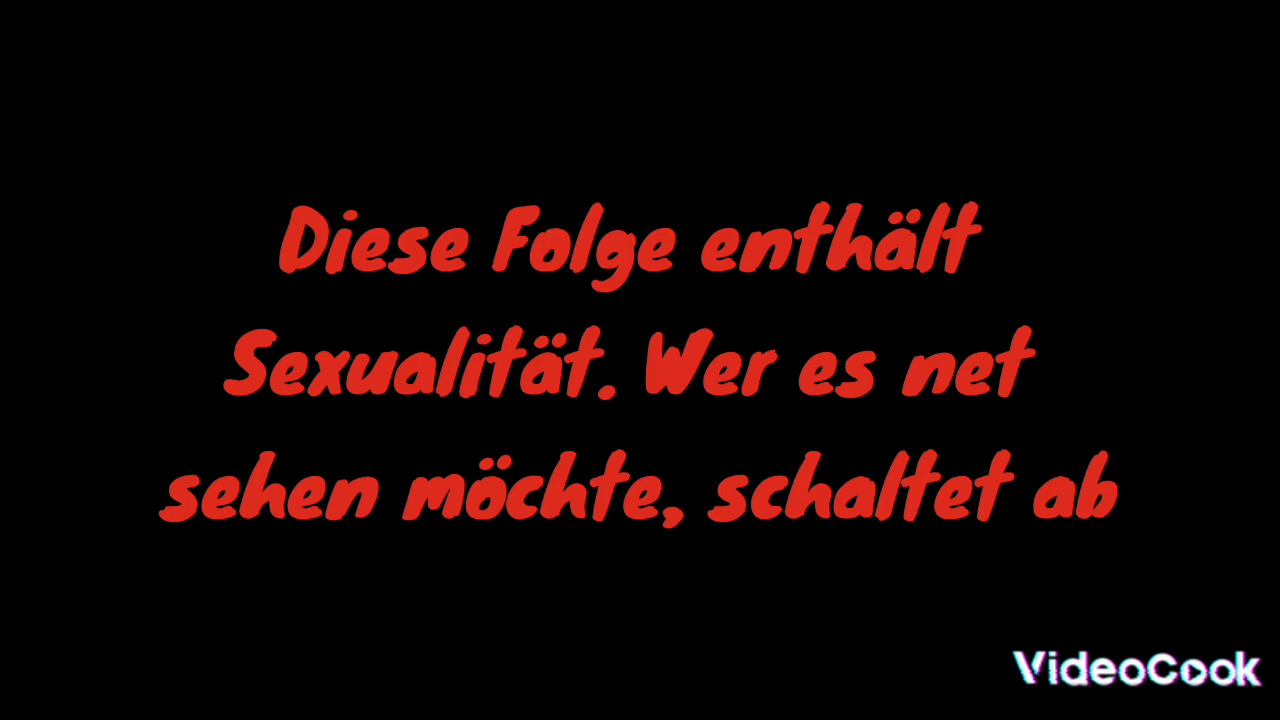 Diese Folge enthält
Sexualität. Wer es net
sehen möchte, schaltet ab
VideoCook